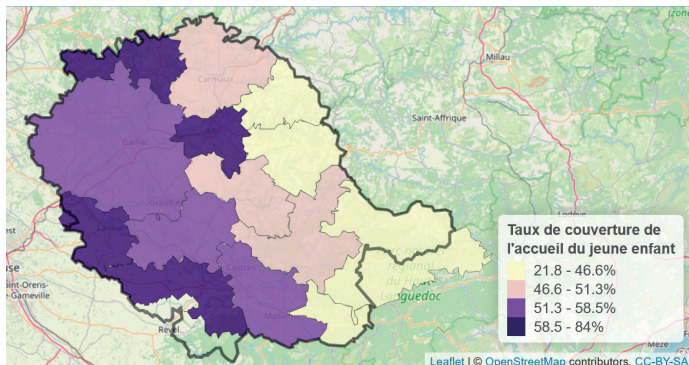 Millau
Carmaux
Saint-Affrique
Albi
Gaillac
Graulhet
Lavaur
Lodève
Castres
régional
Languedoc
Saint-Orens-
de-Gameville
Revel
Mèze
Taux de couverture de
l'accueil du jeune enfant
21.8 - 46.6%
46.6 - 51.3%
51.3 - 58.5%
58.5 - 84%
Leaflet | © OpenStreetMap contributors, CC-BY-SA